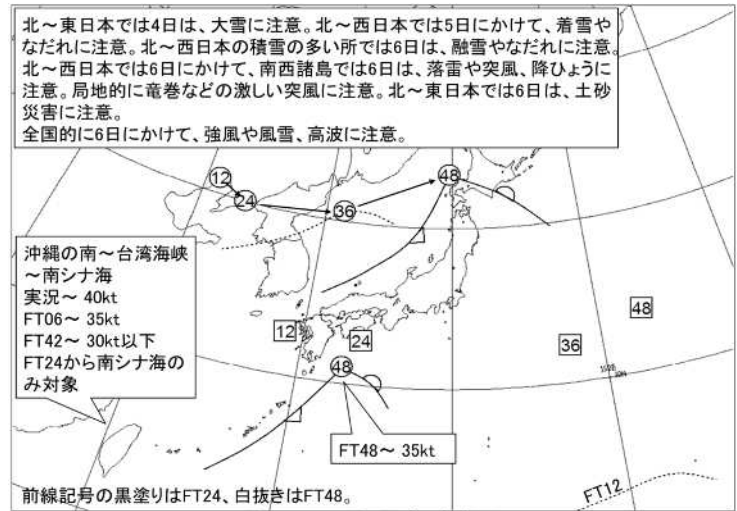 北～東日本では4日は、大雪に注意。北～西日本では5日にかけて、着雪や
なだれに注意。北～西日本の積雪の多い所では6日は、融雪やなだれに注意。
北～西日本では6日にかけて、南西諸島では6日は、落雷や突風、降ひょうに
注意。局地的に竜巻などの激しい突風に注意。北～東日本では6日は、土砂
災害に注意。
全国的に6日にかけて、強風や風雪、高波に注意。
12
24
36
48
沖縄の南～台湾海峡
～南シナ海
実況～ 40kt
FT06～ 35kt
FT42～ 30kt以下
FT24から南シナ海の
み対象
12
24
36
48
48
FT48～ 35kt
FT12
前線記号の黒塗りはFT24、白抜きはFT48。